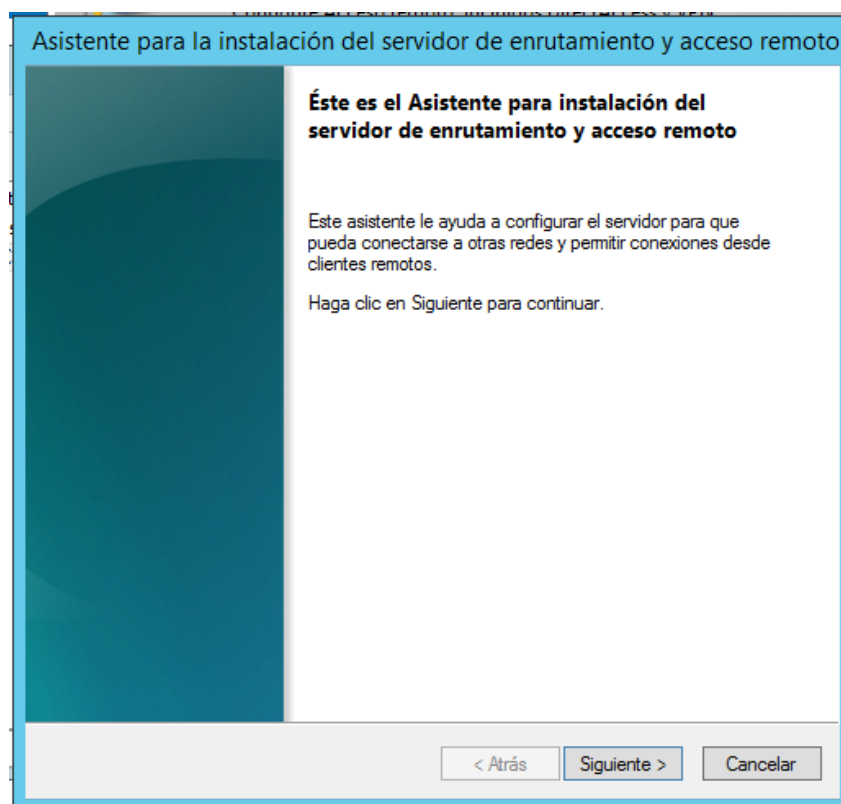 Asistente para la instalación del servidor de enrutamiento y acceso remoto
Éste es el Asistente para instalación del
servidor de enrutamiento y acceso remoto
Este asistente le ayuda a configurar el servidor para que
pueda conectarse a otras redes y permitir conexiones desde
clientes remotos.
Haga clic en Siguiente para continuar.
< Atrás
Siguiente >
Cancelar